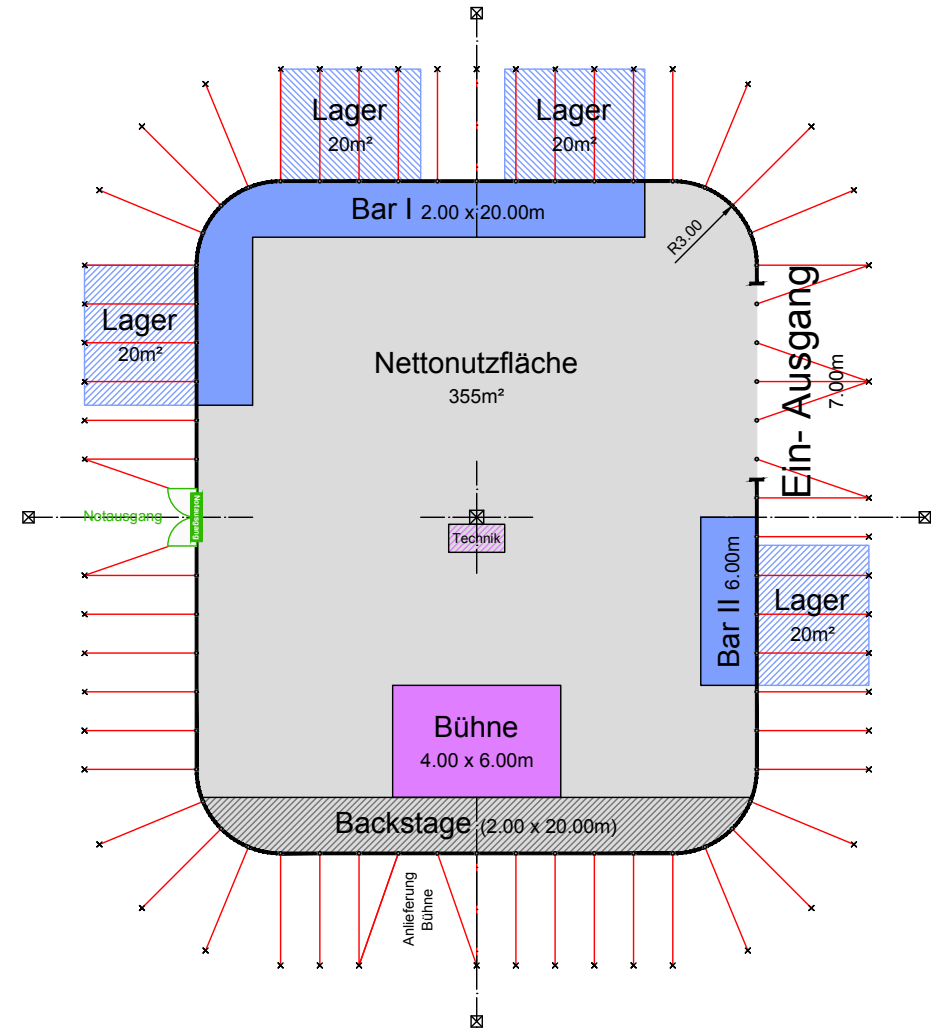 Lager
20m²
Lager
20m²
Bar I 2.00 x 20.00m
R3.00
Lager
20m²
Ein- Ausgang
7.00m
Nettonutzfläche
355m²
Notausgang
Notausgang
Technik
Bar II 6.00m
Lager
20m²
Bühne
4.00 x 6.00m
Backstage (2.00 x 20.00m)
Anlieferung
Bühne